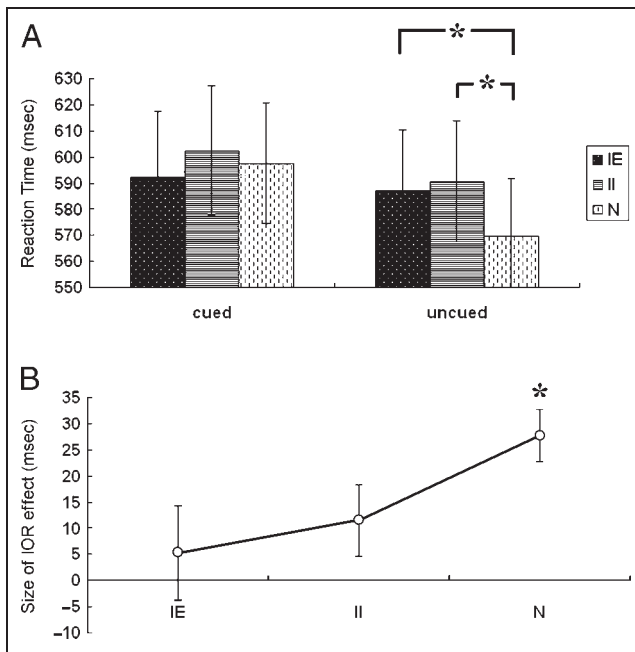 A
*
*
Reaction Time (msec)
630
620
610
600
590
580
570
560
550
cued
uncued
IE
II
N
B
*
Size of IOR effect (msec)
35
30
25
20
15
10
5
0
−5
−10
IE
II
N